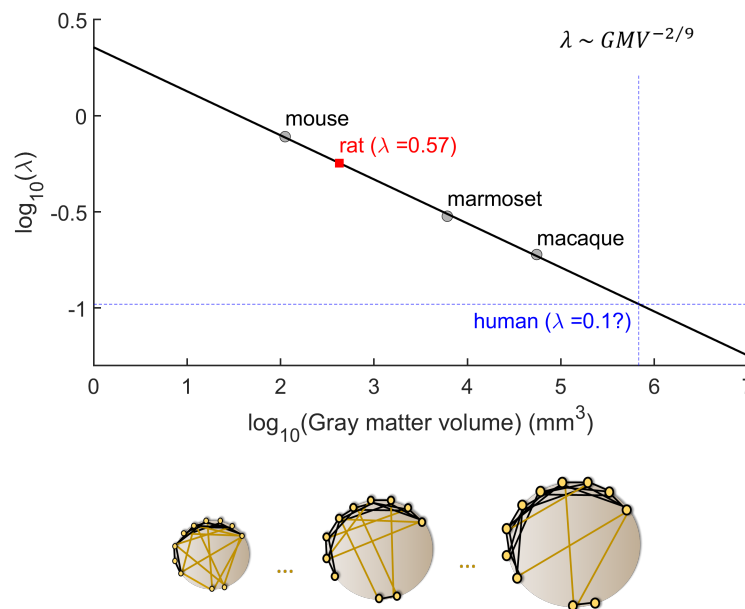 0.5
λ ~ GMV^{-2/9}
0
mouse
rat (λ =0.57)
log₁₀(λ)
-0.5
marmoset
macaque
-1
human (λ =0.1?)
0 1 2 3 4 5 6 7
log₁₀(Gray matter volume) (mm³)
... ...